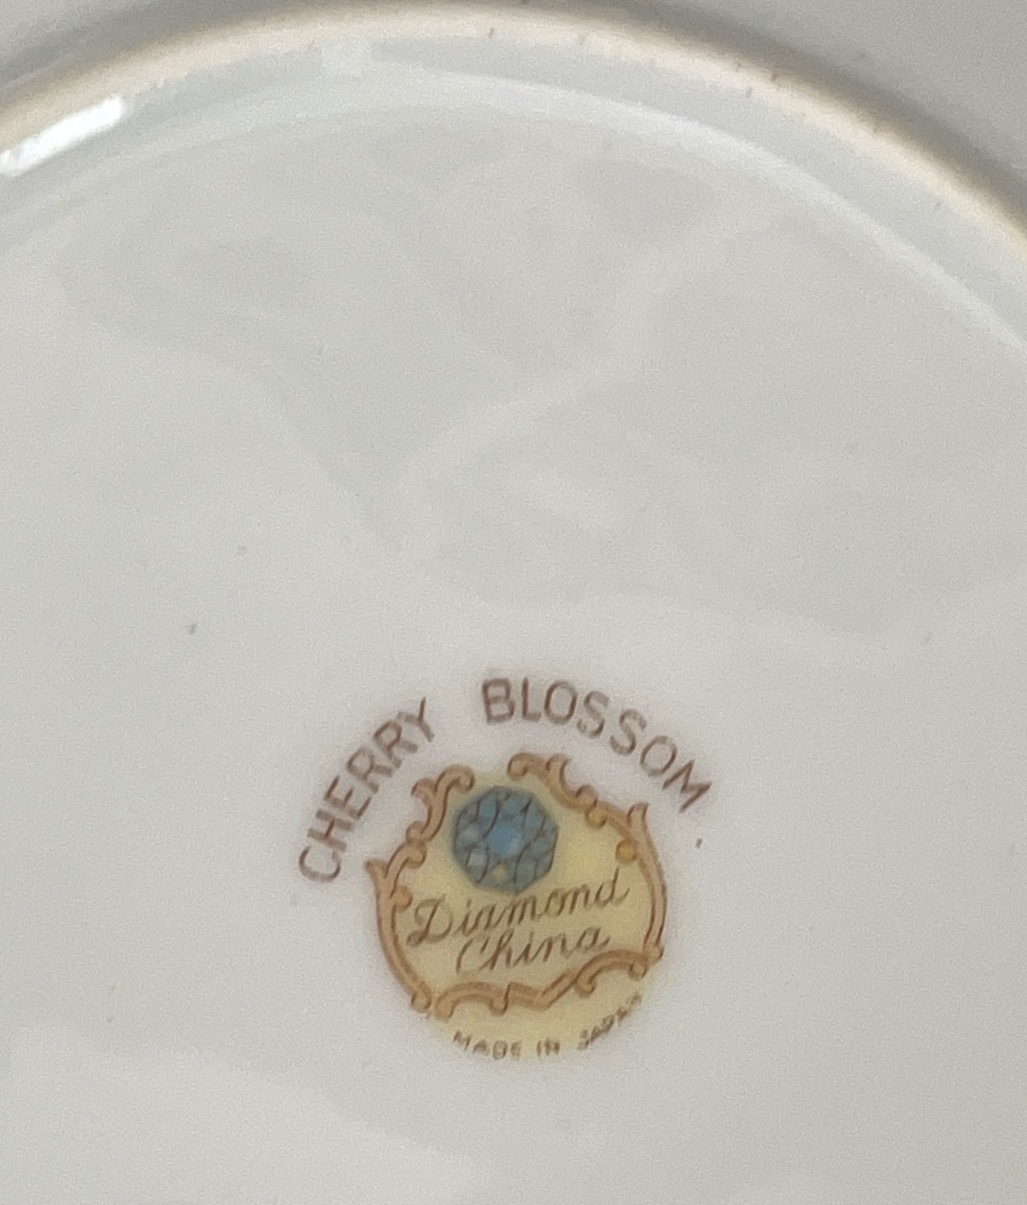 CHERRY BLOSSOM
Diamond
China
MADE IN JAPAN